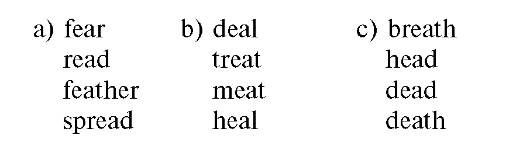 a) fear b) deal c) breath
read treat head
feather meat dead
spread heal death